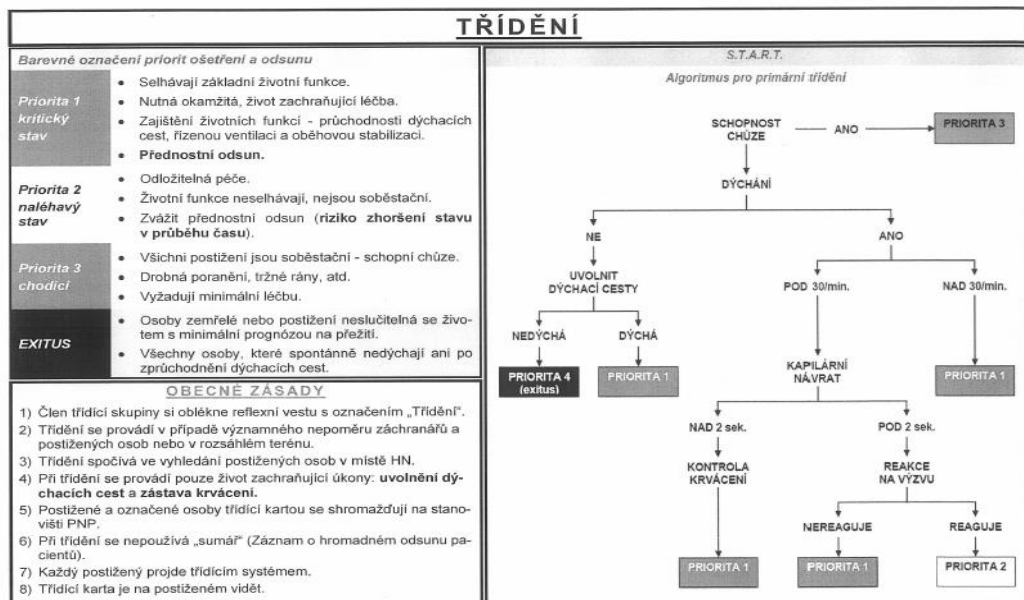 TŘÍDĚNÍ
Barevné označení priorit ošetření a odsunu
Priorita 1
kritický
stav
• Selhávají základní životní funkce.
• Nutná okamžitá, život zachraňující léčba.
• Zajištění životních funkcí - průchodnosti dýchacích
cest, řízenou ventilaci a oběhovou stabilizaci.
• Přednostní odsun.
Priorita 2
naléhavý
stav
• Odložitelná péče.
• Životní funkce neselhávají, nejsou soběstační.
• Zvážit přednostní odsun (riziko zhoršení stavu
v průběhu času).
Priorita 3
chodící
• Všichni postižení jsou soběstační - schopní chůze.
• Drobná poranění, tržné rány, atd.
• Vyžadují minimální léčbu.
EXITUS
• Osoby zemřelé nebo postižení neslučitelná se živo-
tem s minimální prognózou na přežití.
• Všechny osoby, které spontánně nedýchají ani po
zprůchodnění dýchacích cest.
OBECNÉ ZÁSADY
1) Člen třídící skupiny si oblékne reflexní vestu s označením „Třídění".
2) Třídění se provádí v případě významného nepoměru záchranářů a
postižených osob nebo v rozsáhlém terénu.
3) Třídění spočívá ve vyhledání postižených osob v místě HN.
4) Při třídění se provádí pouze život zachraňující úkony: uvolnění dý-
chacích cest a zástava krvácení.
5) Postižené a označené osoby třídící kartou se shromažďují na stano-
višti PNP.
6) Při třídění se nepoužívá „sumář" (Záznam o hromadném odsunu pa-
cientů).
7) Každý postižený projde třídícím systémem.
8) Třídící karta je na postiženém vidět.
S.T.A.R.T.
Algoritmus pro primární třídění
SCHOPNOST
CHŮZE
ANO
PRIORITA 3
DÝCHÁNÍ
NE
ANO
UVOLNIT
DÝCHACÍ CESTY
POD 30/min.
NAD 30/min.
NEDÝCHÁ
DÝCHÁ
PRIORITA 4
(exitus)
PRIORITA 1
KAPILÁRNÍ
NÁVRAT
PRIORITA 1
NAD 2 sek.
POD 2 sek.
KONTROLA
KRVÁCENÍ
REAKCE
NA VÝZVU
NEREAGUJE
REAGUJE
PRIORITA 1
PRIORITA 1
PRIORITA 2